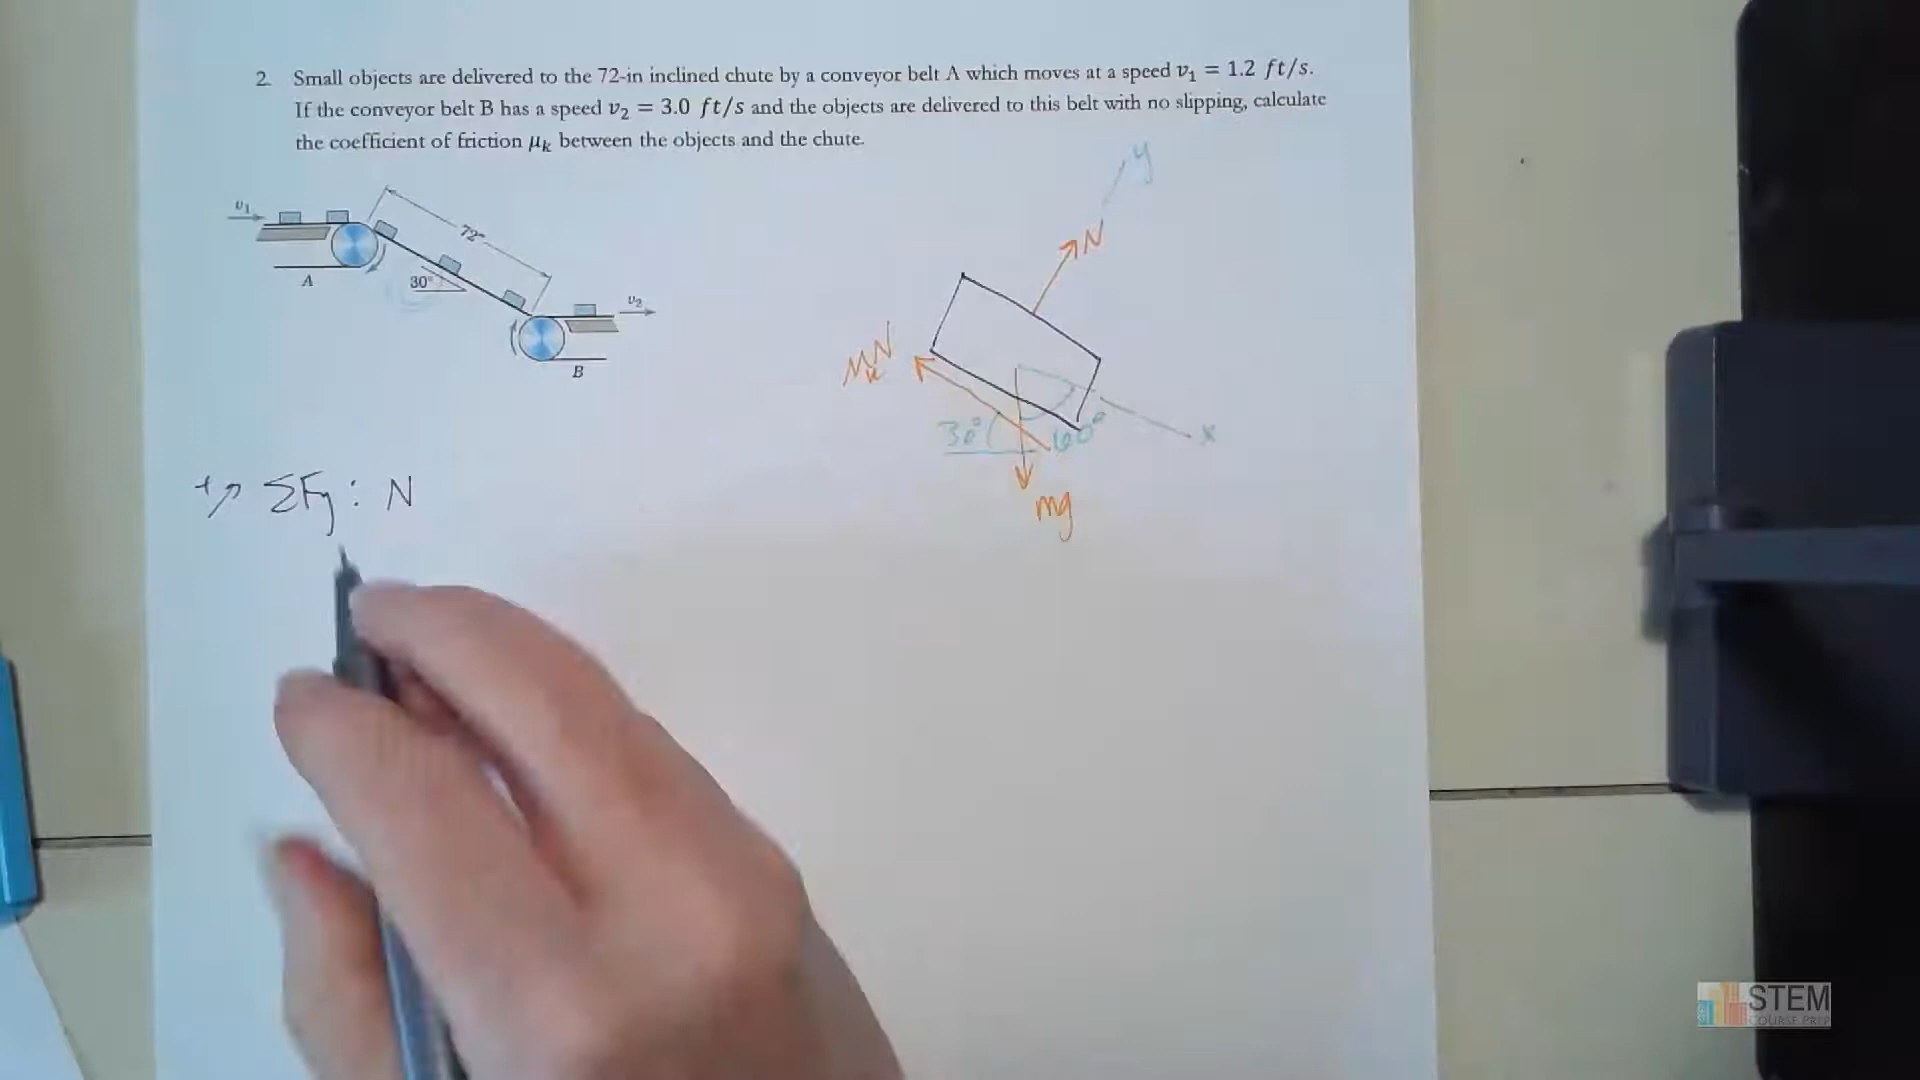 2. Small objects are delivered to the 72-in inclined chute by a conveyor belt A which moves at a speed v₁ = 1.2 ft/s.
If the conveyor belt B has a speed v₂ = 3.0 ft/s and the objects are delivered to this belt with no slipping, calculate
the coefficient of friction μₖ between the objects and the chute.
v₁
72"
30°
A
v₂
B
y
N
μₖN
30°
60°
x
mg
+↗ ΣFy : N
STEM
COURSE PREP